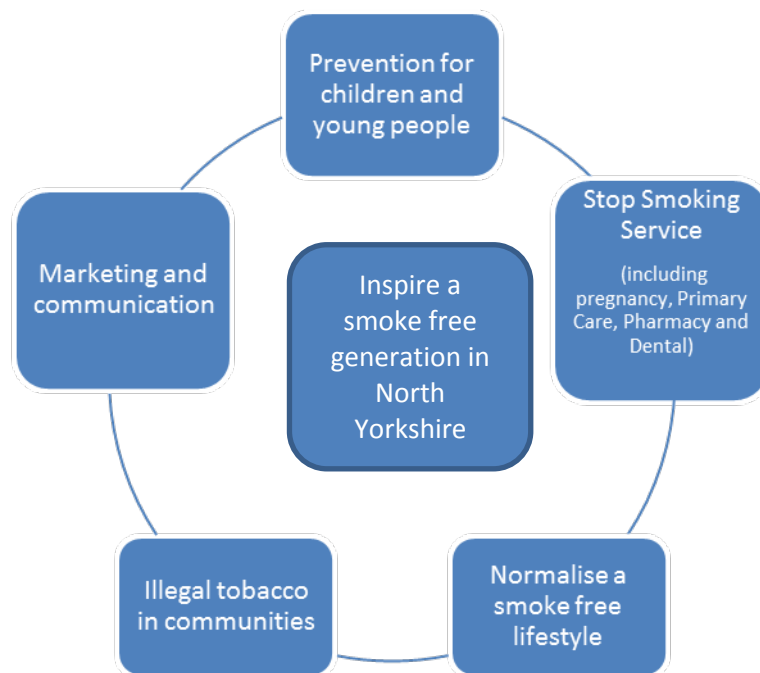 Prevention for
children and
young people
Stop Smoking
Service
(including
pregnancy, Primary
Care, Pharmacy and
Dental)
Marketing and
communication
Inspire a
smoke free
generation in
North
Yorkshire
Illegal tobacco
in communities
Normalise a
smoke free
lifestyle